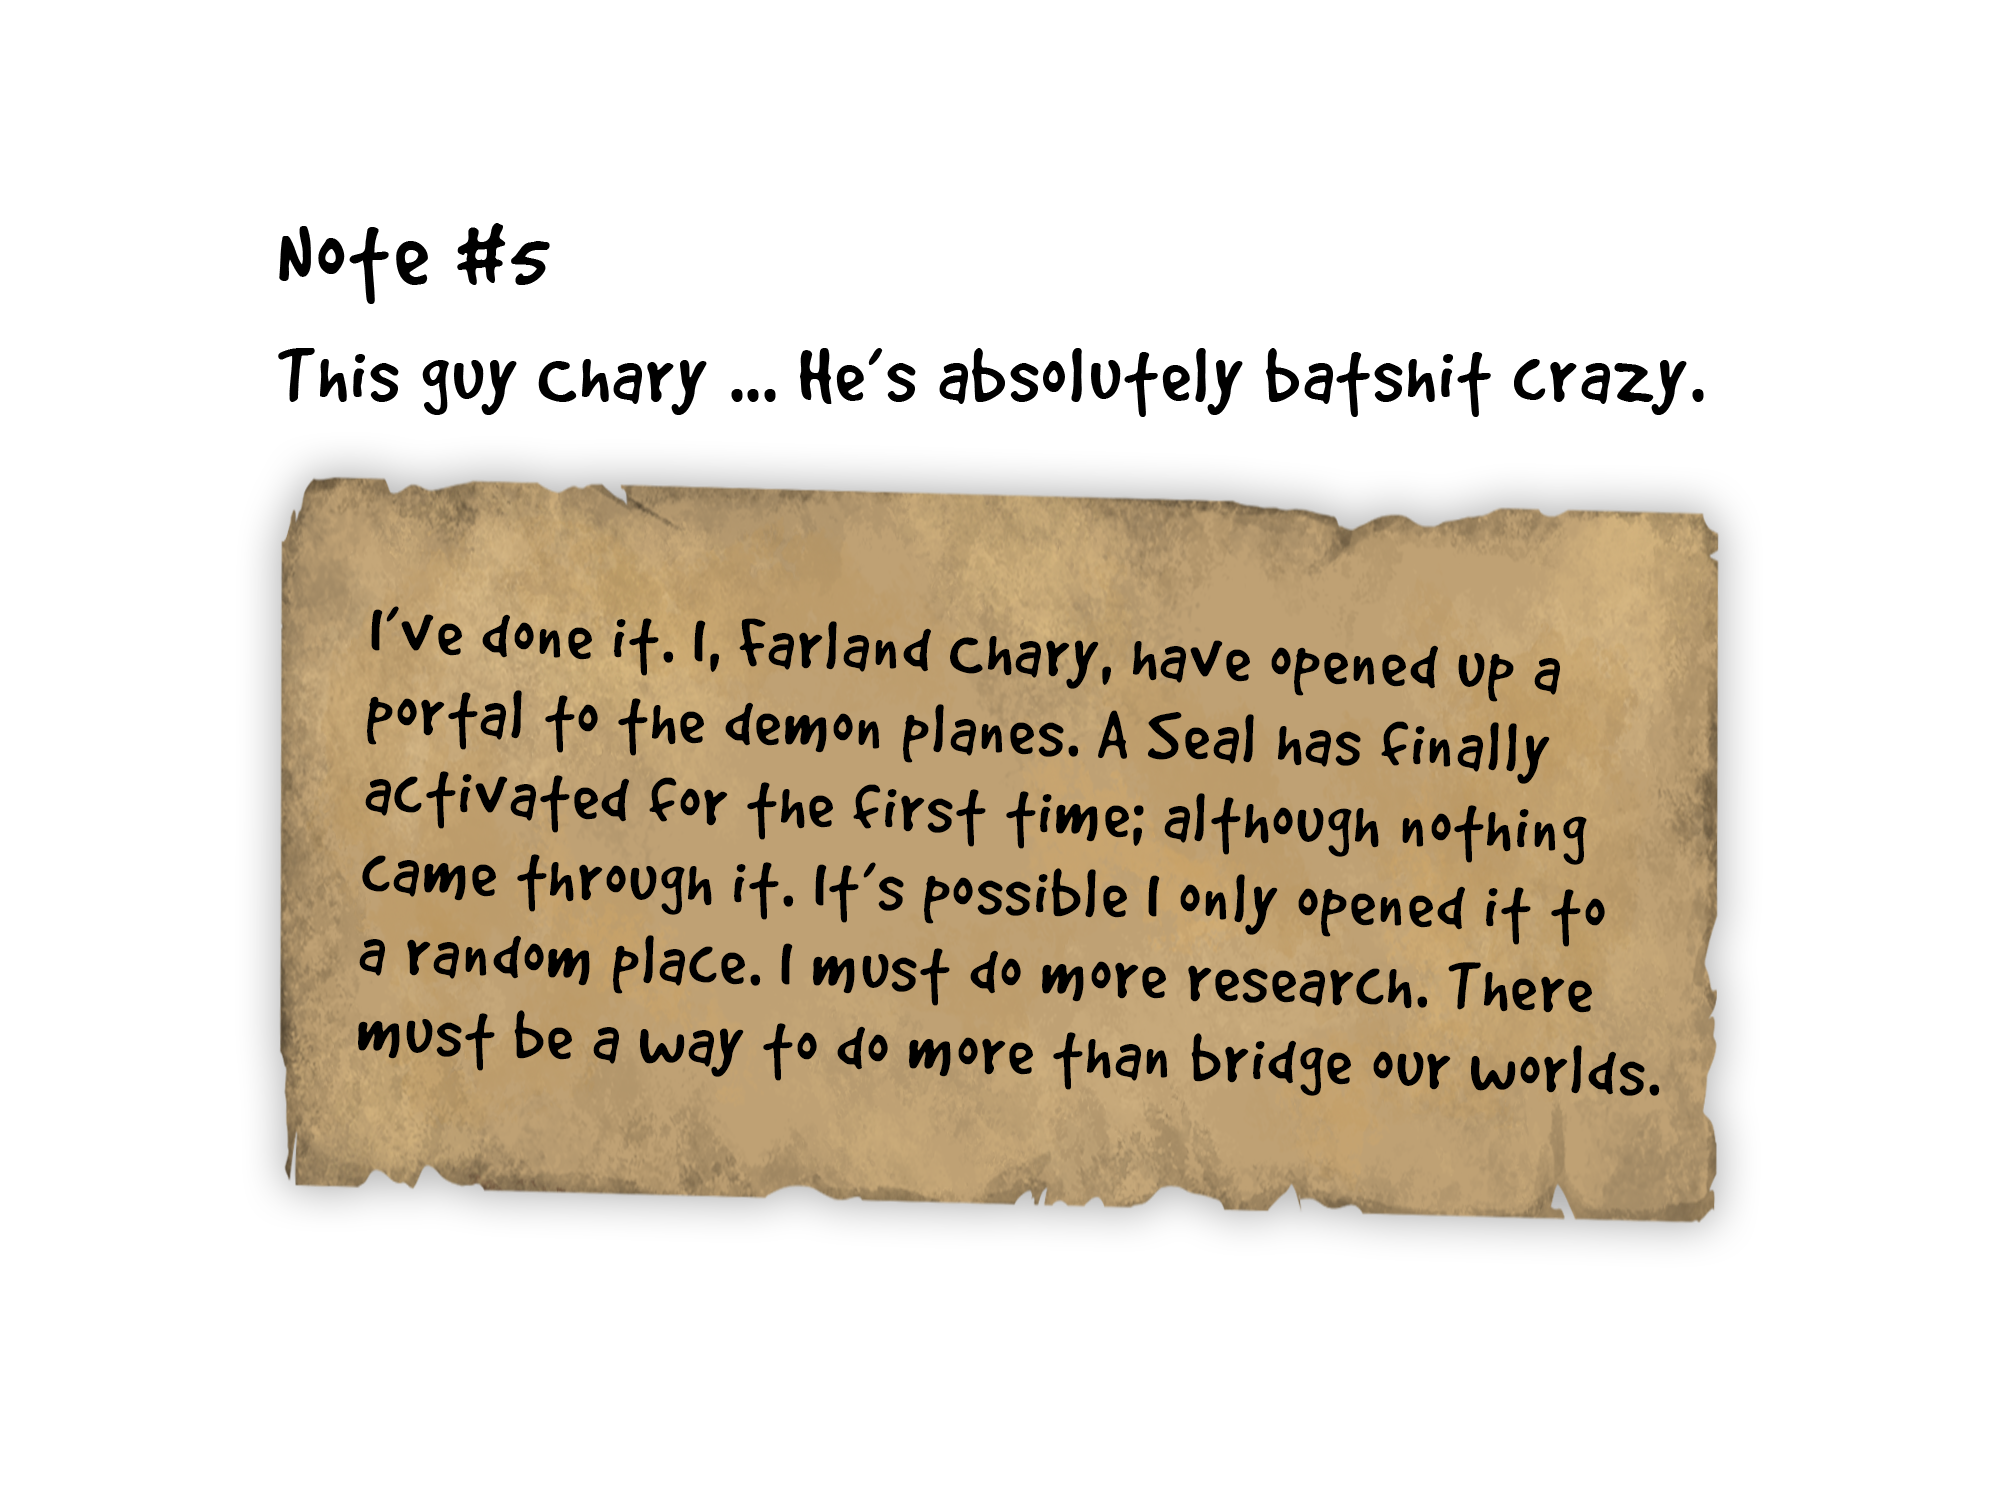 Note #5
This guy Chary ... He's absolutely batshit crazy.
I've done it. I, Farland Chary, have opened up a
portal to the demon planes. A Seal has finally
activated for the first time; although nothing
came through it. It's possible I only opened it to
a random place. I must do more research. There
must be a way to do more than bridge our worlds.